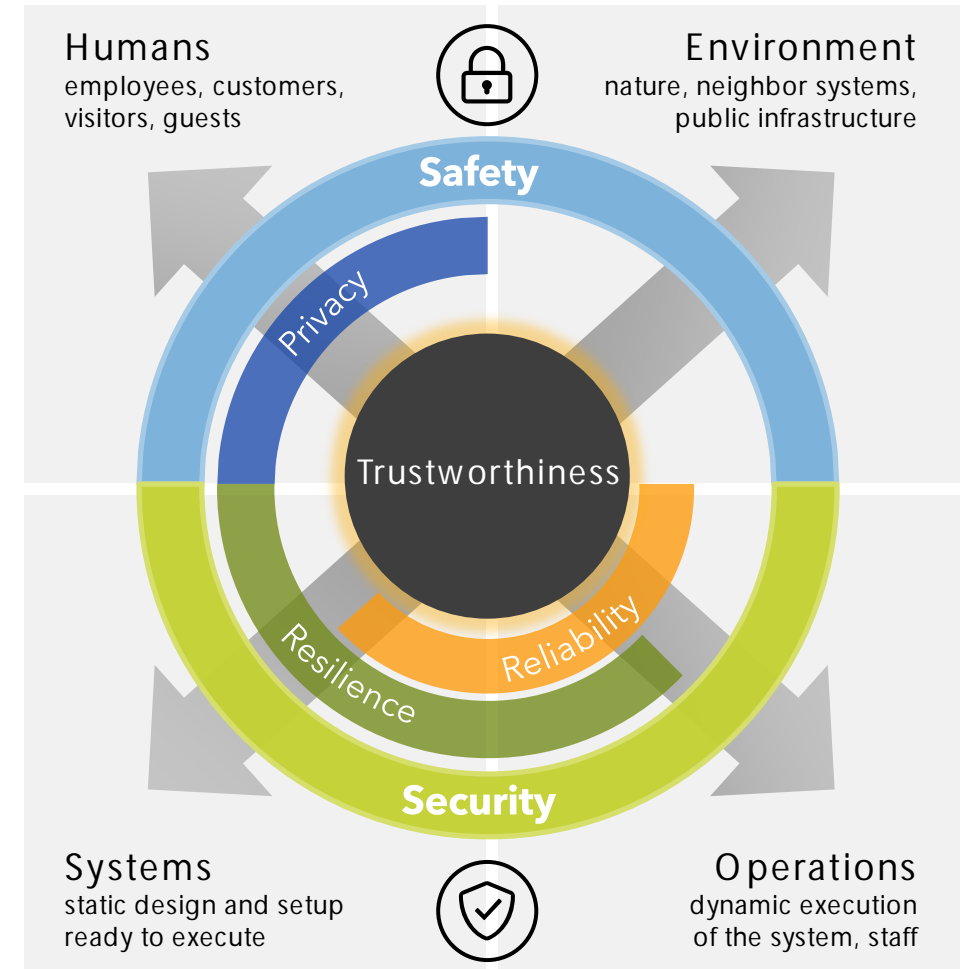 Humans
employees, customers,
visitors, guests
Environment
nature, neighbor systems,
public infrastructure
Safety
Privacy
Trustworthiness
Reliability
Resilience
Security
Systems
static design and setup
ready to execute
Operations
dynamic execution
of the system, staff